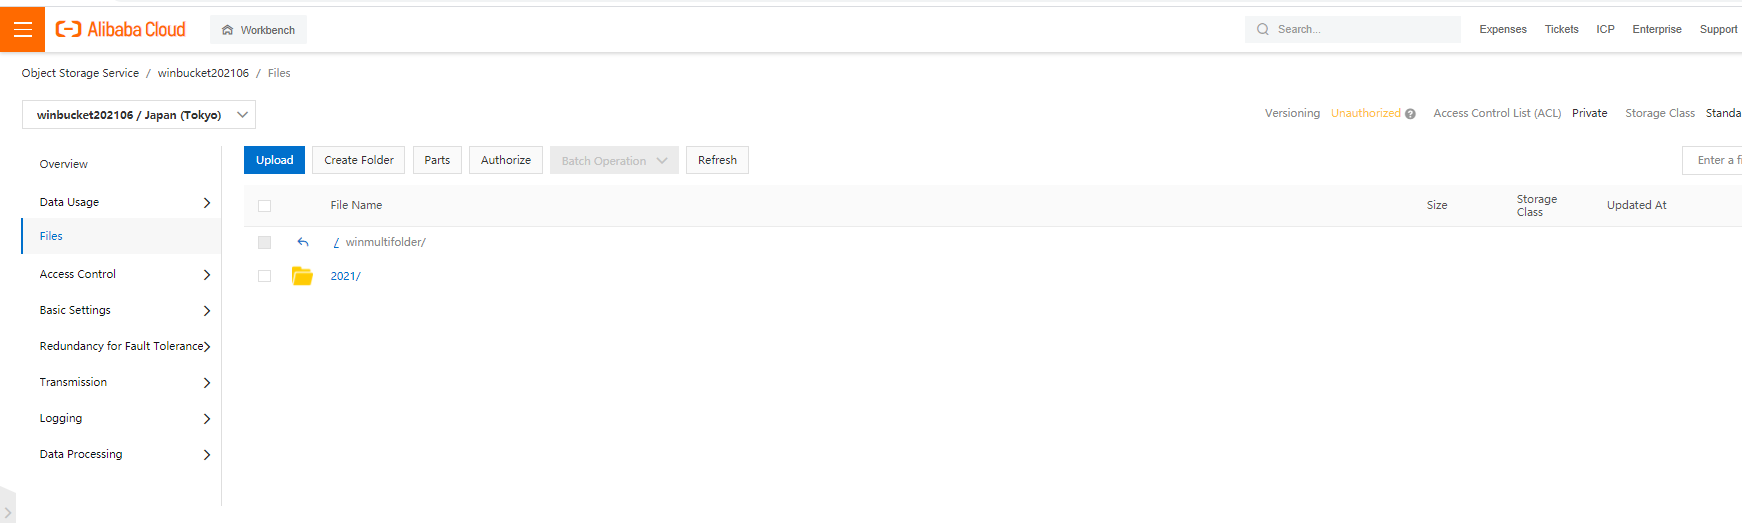 Alibaba Cloud Workbench Search... Expenses Tickets ICP Enterprise Support
Object Storage Service / winbucket202106 / Files
winbucket202106 / Japan (Tokyo) Versioning Unauthorized ? Access Control List (ACL) Private Storage Class Standa
Overview
Data Usage
Files
Access Control
Basic Settings
Redundancy for Fault Tolerance
Transmission
Logging
Data Processing
Upload Create Folder Parts Authorize Batch Operation Refresh Enter a fi
File Name Size Storage Class Updated At
/ winmultifolder/
2021/